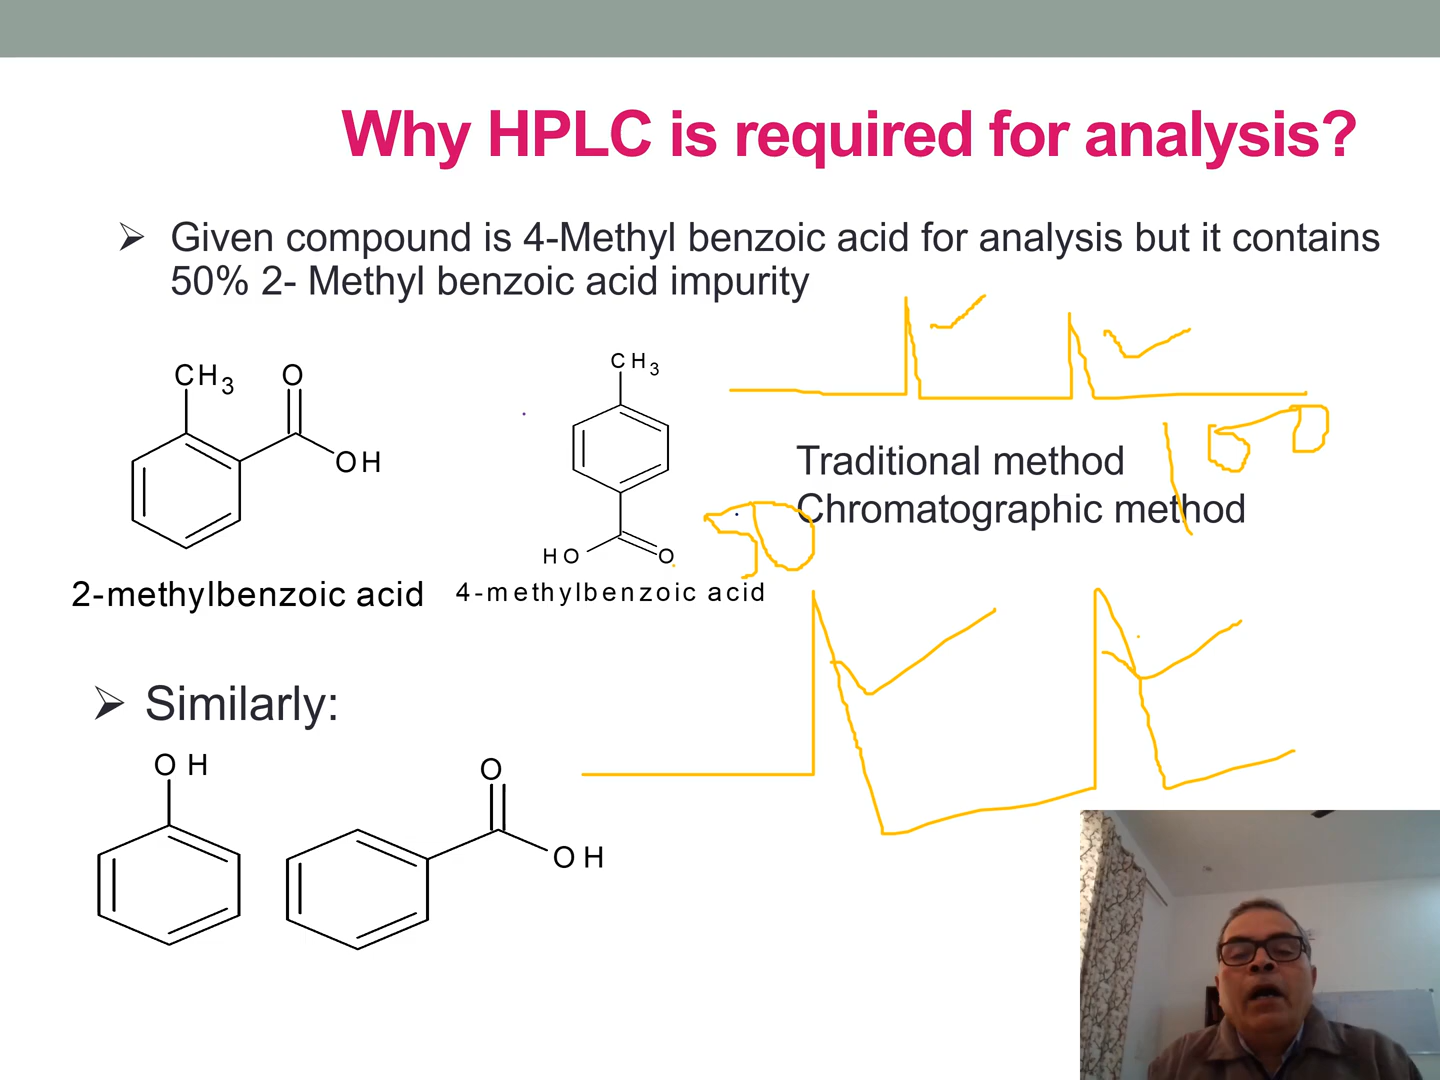 Why HPLC is required for analysis?
➢ Given compound is 4-Methyl benzoic acid for analysis but it contains
50% 2- Methyl benzoic acid impurity
CH3 O
OH
CH3
HO O
2-methylbenzoic acid
4-methylbenzoic acid
Traditional method
Chromatographic method
50
100
➢ Similarly:
OH
O
OH